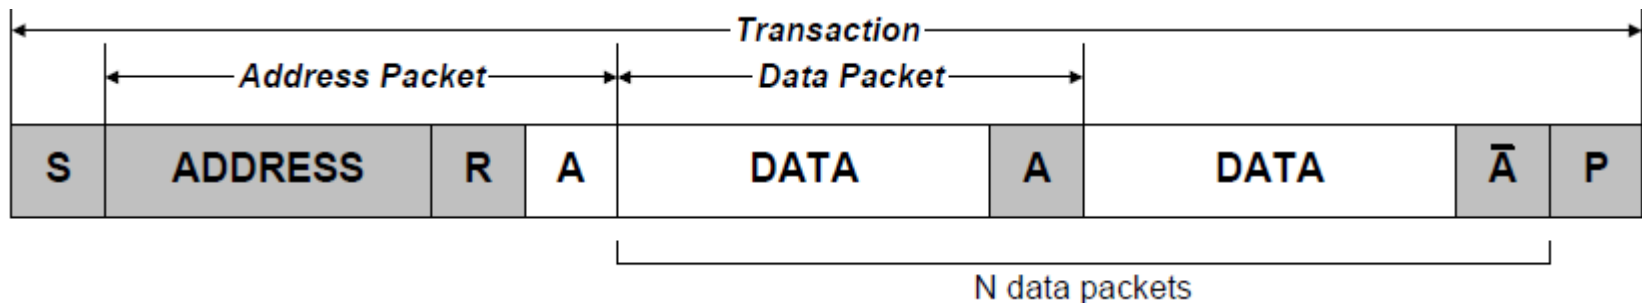 Transaction
Address Packet Data Packet
S ADDRESS R A DATA A DATA A̅ P
N data packets